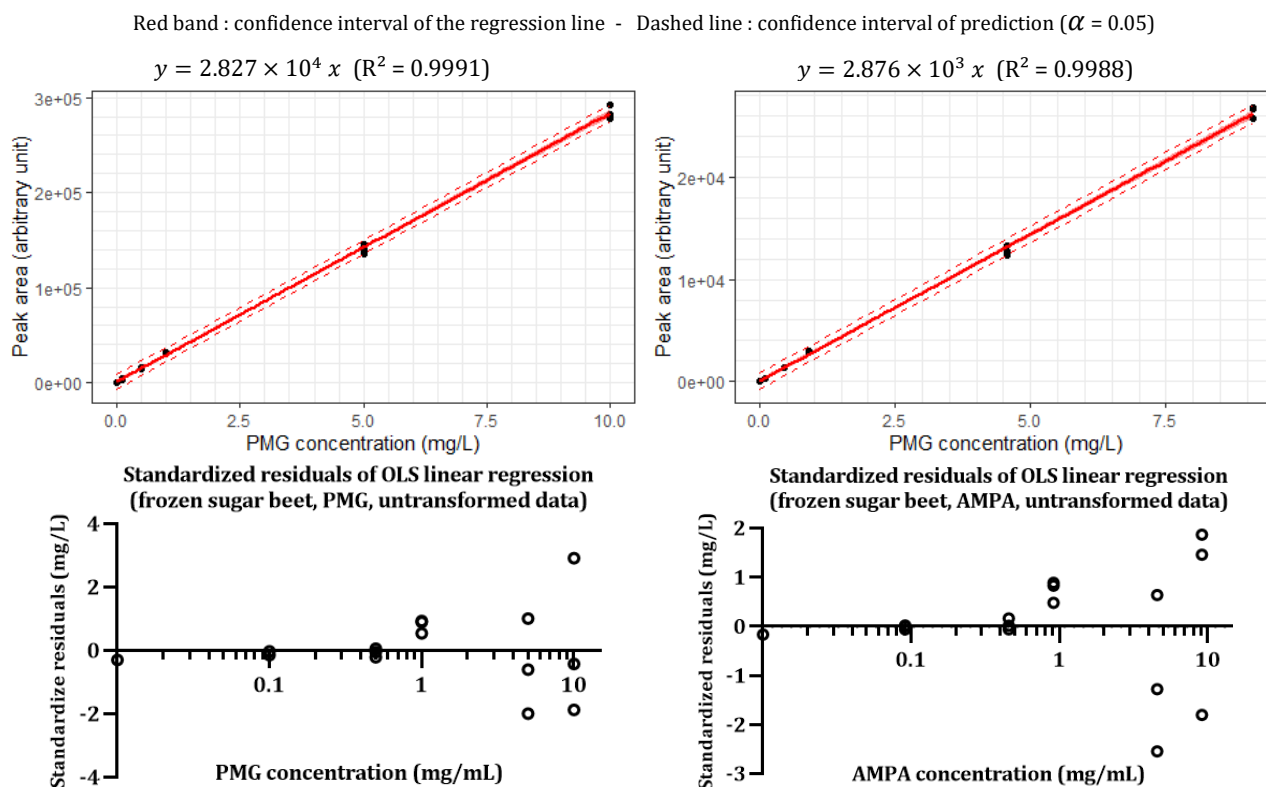 Red band : confidence interval of the regression line - Dashed line : confidence interval of prediction (α = 0.05)
y = 2.827 × 10⁴ x (R² = 0.9991)
3e+05
2e+05
1e+05
0e+00
Peak area (arbitrary unit)
0.0
2.5
5.0
7.5
10.0
PMG concentration (mg/L)
y = 2.876 × 10³ x (R² = 0.9988)
2e+04
1e+04
0e+00
Peak area (arbitrary unit)
0.0
2.5
5.0
7.5
PMG concentration (mg/L)
Standardized residuals of OLS linear regression
(frozen sugar beet, PMG, untransformed data)
4
2
0
-2
-4
Standardize residuals (mg/L)
0.1
1
10
PMG concentration (mg/mL)
Standardized residuals of OLS linear regression
(frozen sugar beet, AMPA, untransformed data)
2
1
0
-1
-2
-3
Standardized residuals (mg/L)
0.1
1
10
AMPA concentration (mg/mL)